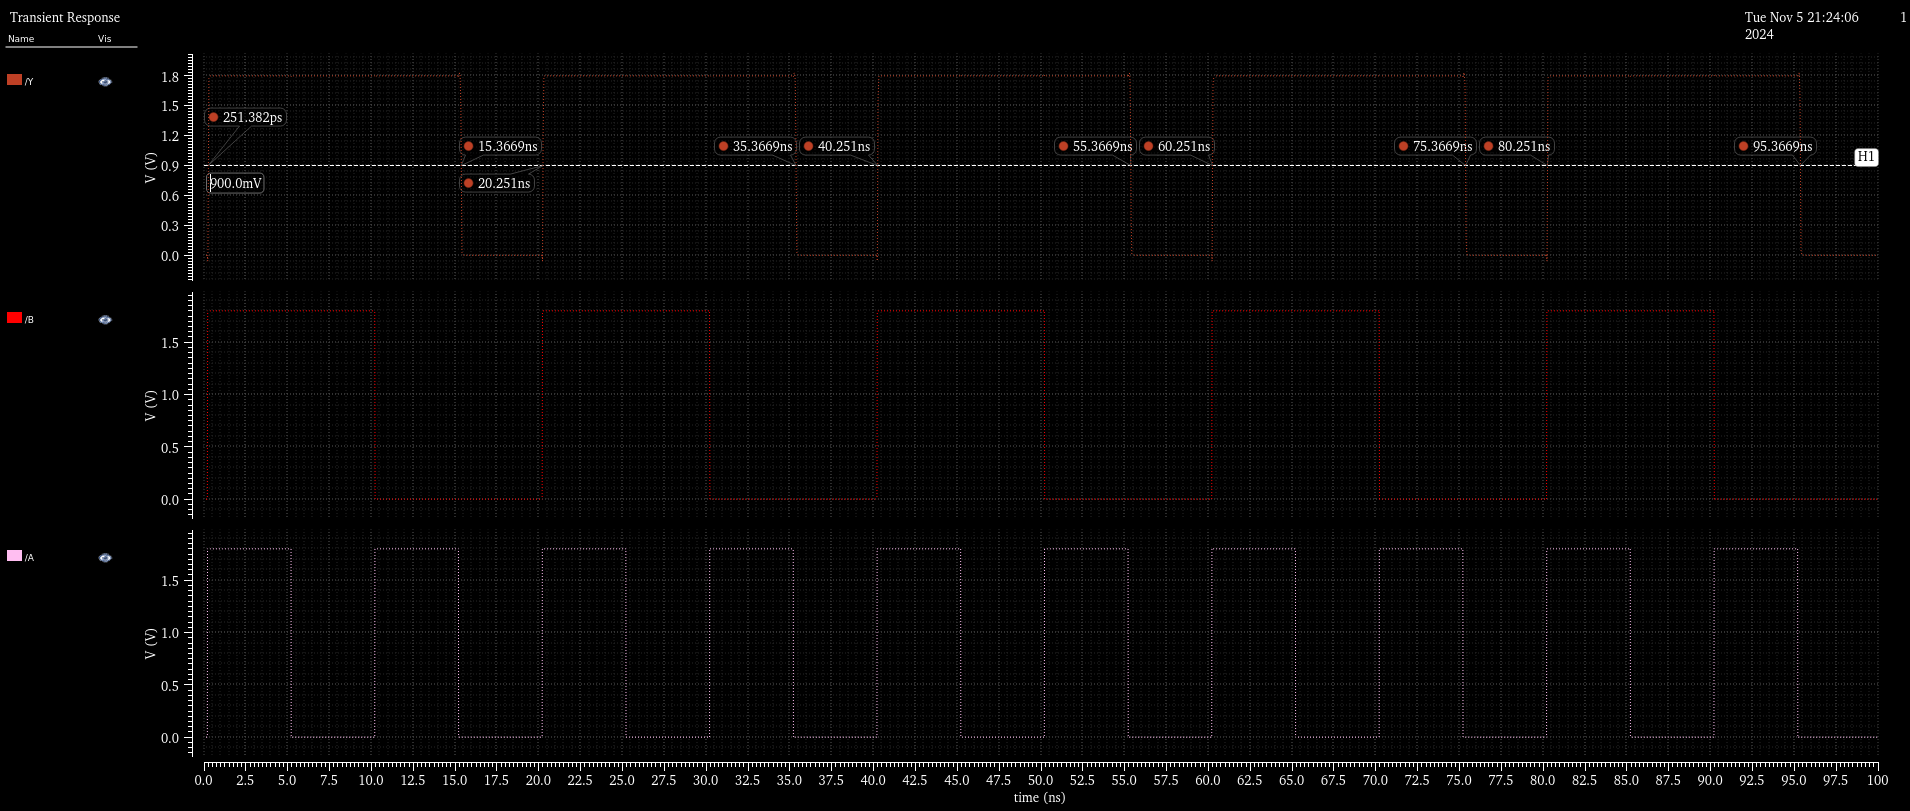 Transient Response
Tue Nov 5 21:24:06 1
2024
Name Vis
/Y
1.8
1.5
1.2
0.9
0.6
0.3
0.0
V (V)
251.382ps
15.3669ns
35.3669ns
40.251ns
55.3669ns
60.251ns
75.3669ns
80.251ns
95.3669ns
H1
900.0mV
20.251ns
/B
1.5
1.0
0.5
0.0
V (V)
/A
1.5
1.0
0.5
0.0
V (V)
0.0 2.5 5.0 7.5 10.0 12.5 15.0 17.5 20.0 22.5 25.0 27.5 30.0 32.5 35.0 37.5 40.0 42.5 45.0 47.5 50.0 52.5 55.0 57.5 60.0 62.5 65.0 67.5 70.0 72.5 75.0 77.5 80.0 82.5 85.0 87.5 90.0 92.5 95.0 97.5 100
time (ns)